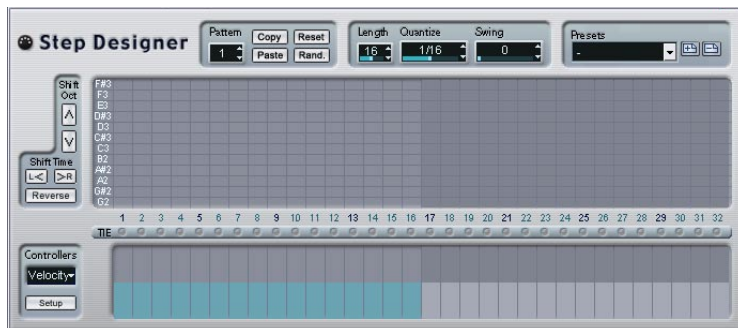 Step Designer
Pattern
1
Copy Reset
Paste Rand.
Length Quantize Swing
16 1/16 0
Presets
-
Shift
Oct
Shift Time
L< >R
Reverse
F#3
F3
E3
D#3
D3
C#3
C3
B2
A#2
A2
G#2
G2
1 2 3 4 5 6 7 8 9 10 11 12 13 14 15 16 17 18 19 20 21 22 23 24 25 26 27 28 29 30 31 32
TIE
Controllers
Velocity
Setup